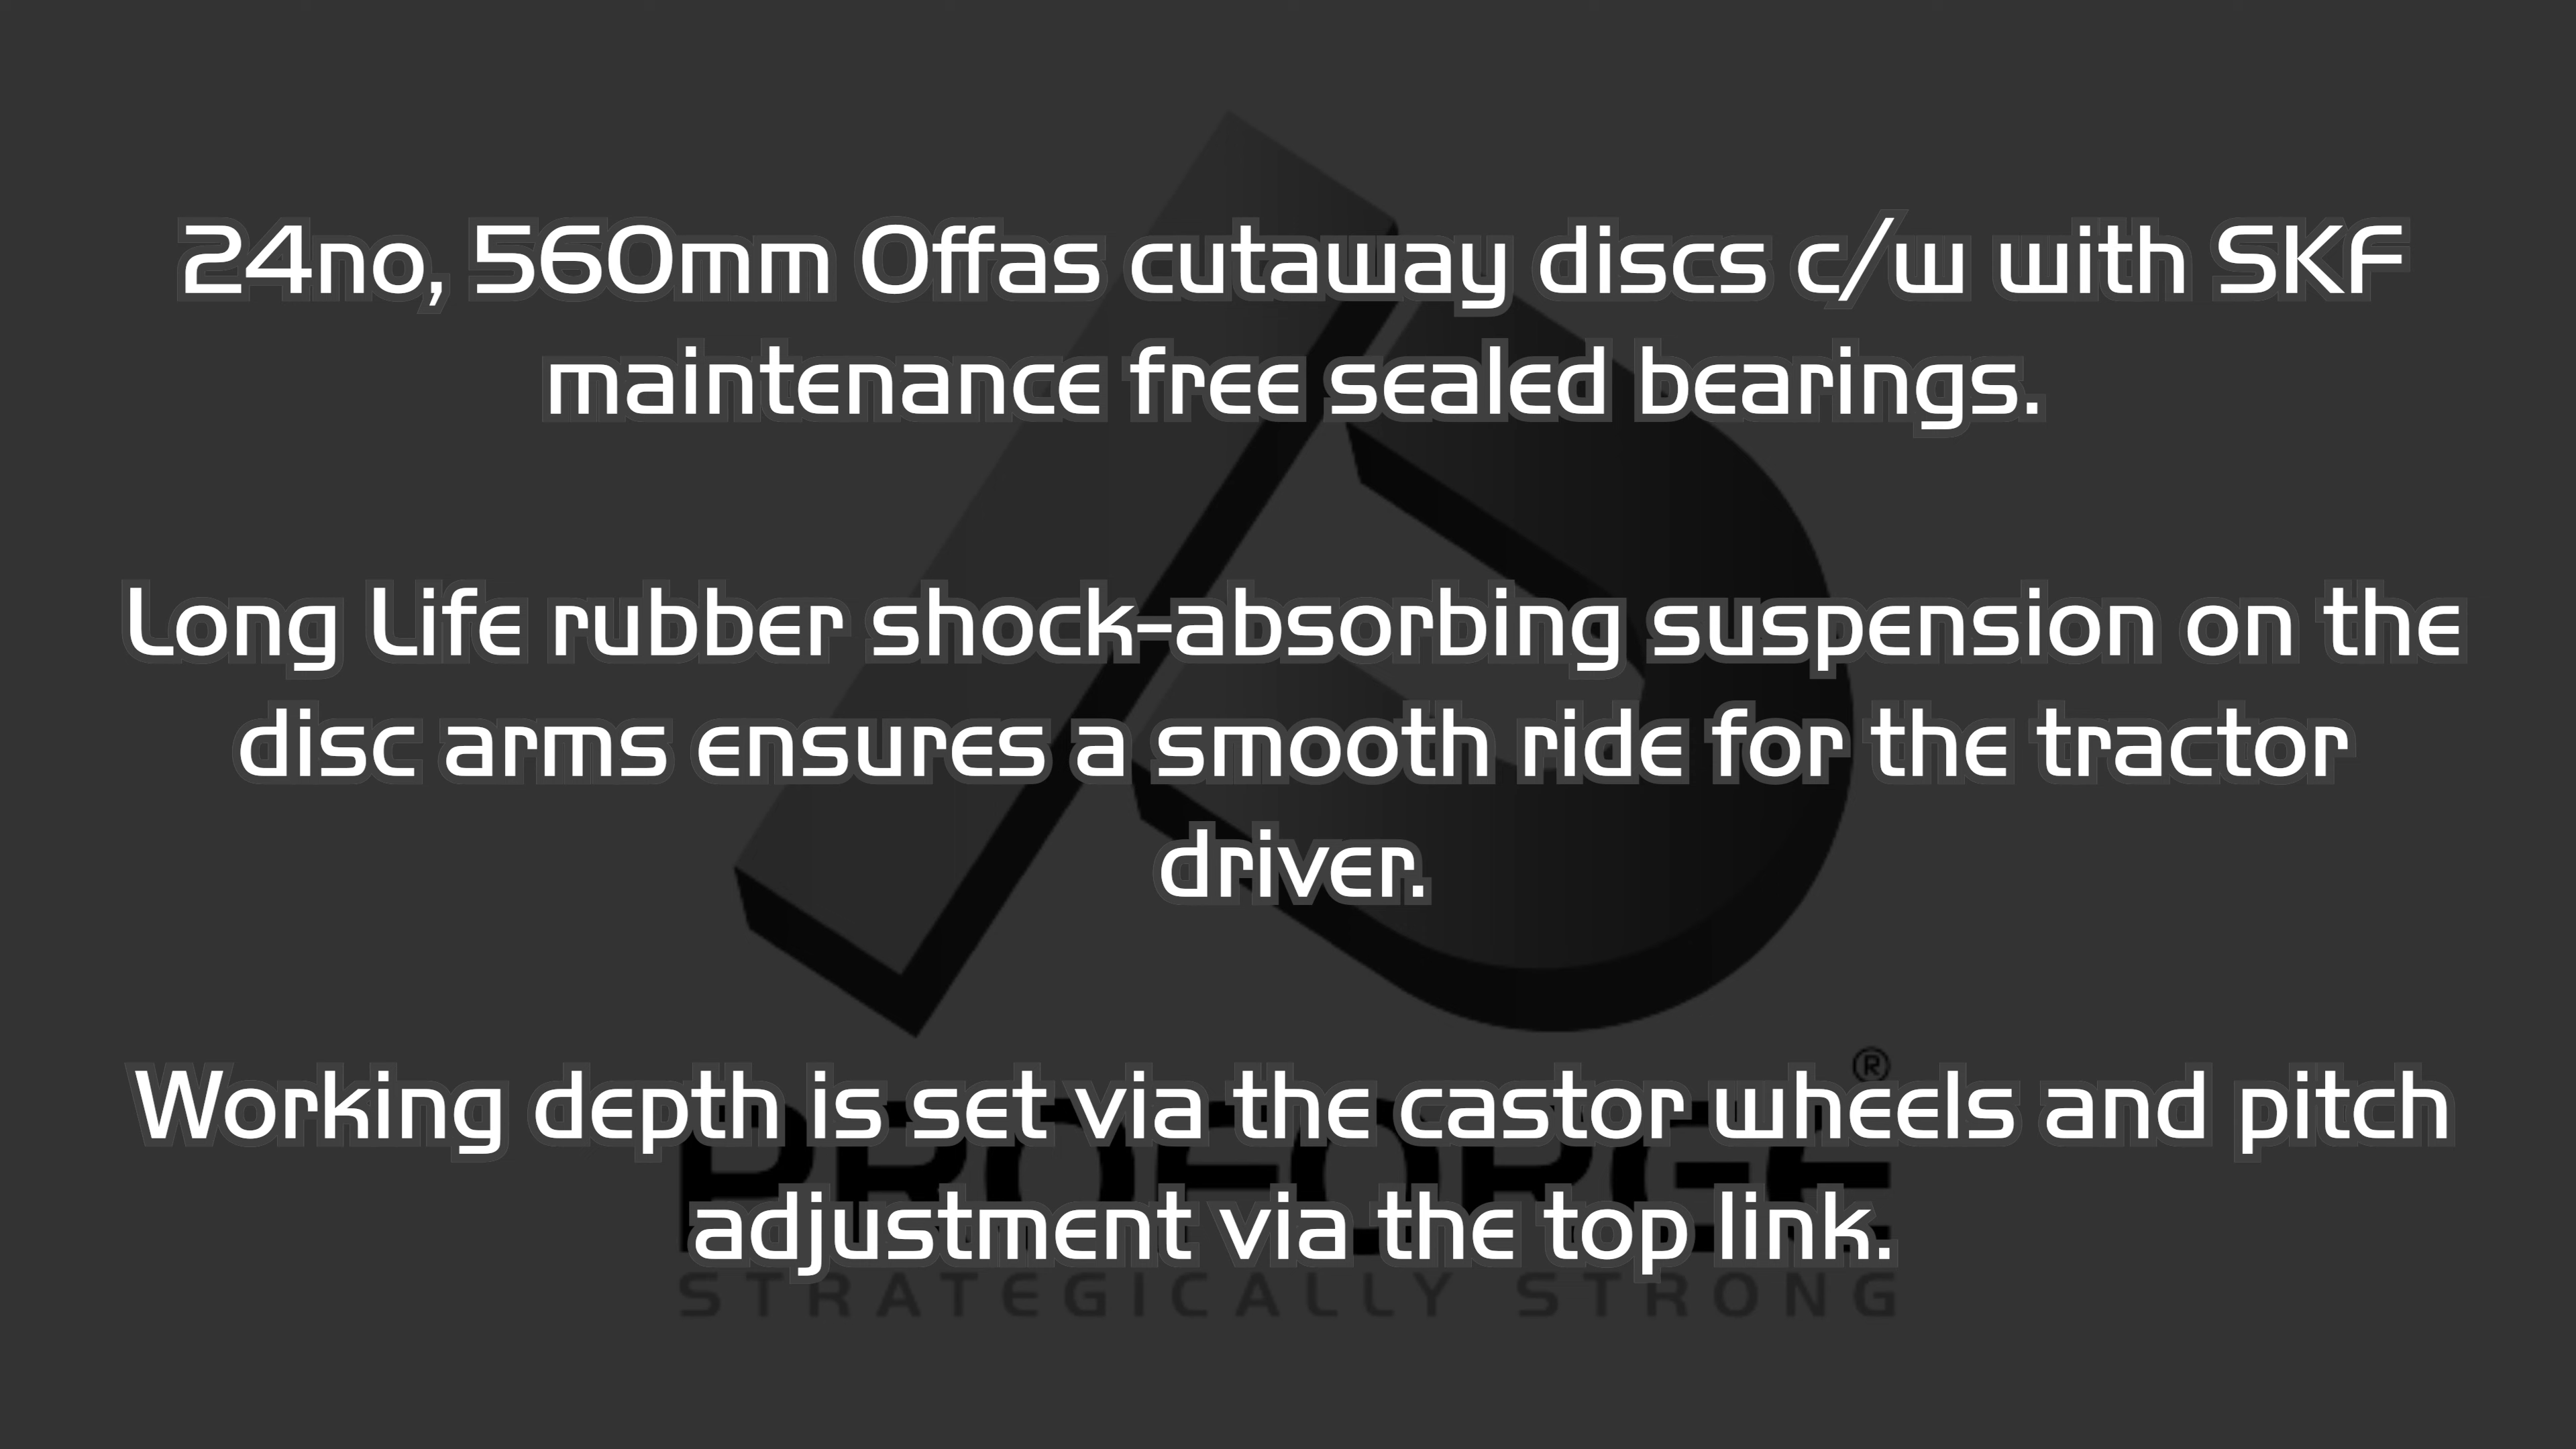 24no, 560mm Offas cutaway discs c/w with SKF
maintenance free sealed bearings.
Long Life rubber shock-absorbing suspension on the
disc arms ensures a smooth ride for the tractor
driver.
Working depth is set via the castor wheels and pitch
adjustment via the top link.
®
PROFORGE
STRATEGICALLY STRONG